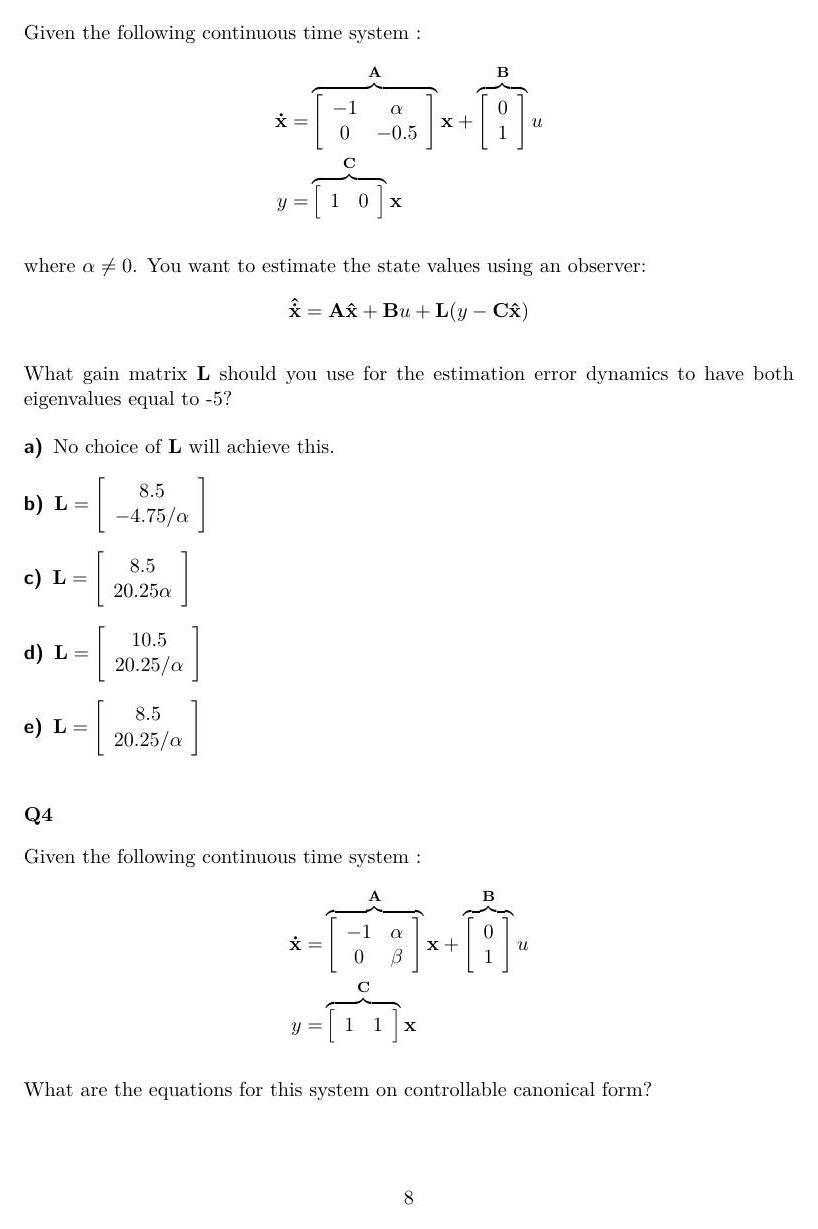 Given the following continuous time system :
A B
ẋ = [ −1 α ; 0 −0.5 ] x + [ 0 ; 1 ] u
C
y = [ 1 0 ] x
where α ≠ 0. You want to estimate the state values using an observer:
x̂̇ = Ax̂ + Bu + L(y − Cx̂)
What gain matrix L should you use for the estimation error dynamics to have both
eigenvalues equal to -5?
a) No choice of L will achieve this.
b) L = [ 8.5 ; −4.75/α ]
c) L = [ 8.5 ; 20.25α ]
d) L = [ 10.5 ; 20.25/α ]
e) L = [ 8.5 ; 20.25/α ]
Q4
Given the following continuous time system :
A B
ẋ = [ −1 α ; 0 β ] x + [ 0 ; 1 ] u
C
y = [ 1 1 ] x
What are the equations for this system on controllable canonical form?
8